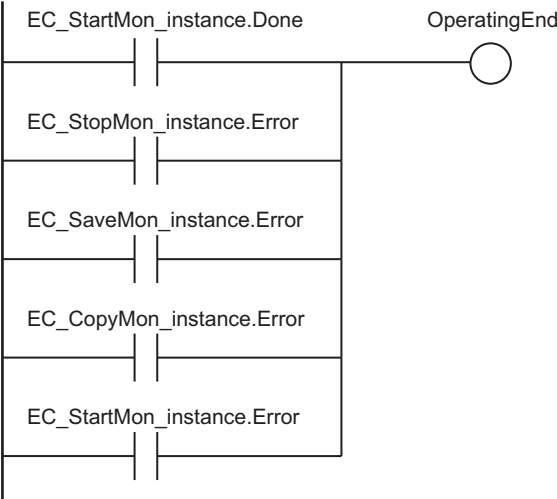 EC_StartMon_instance.Done
OperatingEnd
EC_StopMon_instance.Error
EC_SaveMon_instance.Error
EC_CopyMon_instance.Error
EC_StartMon_instance.Error